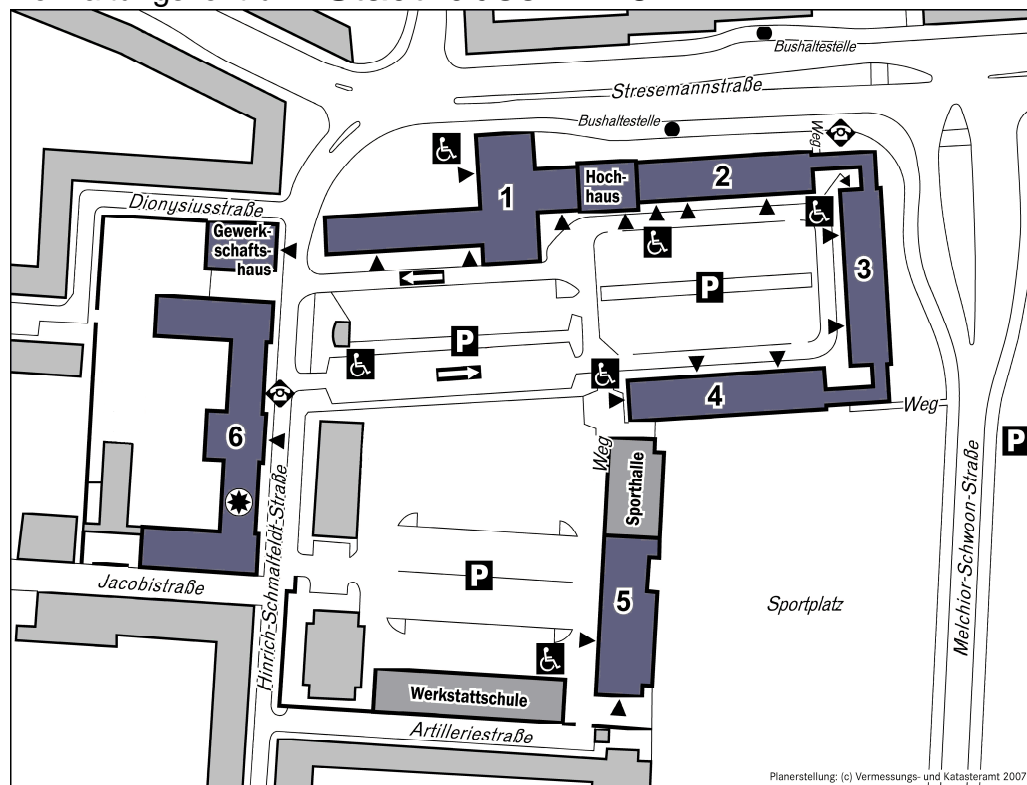 Bushaltestelle
Stresemannstraße
Bushaltestelle
Weg
1
Hoch-
haus
2
Dionysiusstraße
Gewerk-
schafts-
haus
3
P
P
4
Weg
6
Weg
Sporthalle
P
Hinrich-Schmalfeldt-Straße
Melchior-Schwoon-Straße
Jacobistraße
P
5
Sportplatz
Werkstattschule
Artilleriestraße
Planerstellung: (c) Vermessungs- und Katasteramt 2007